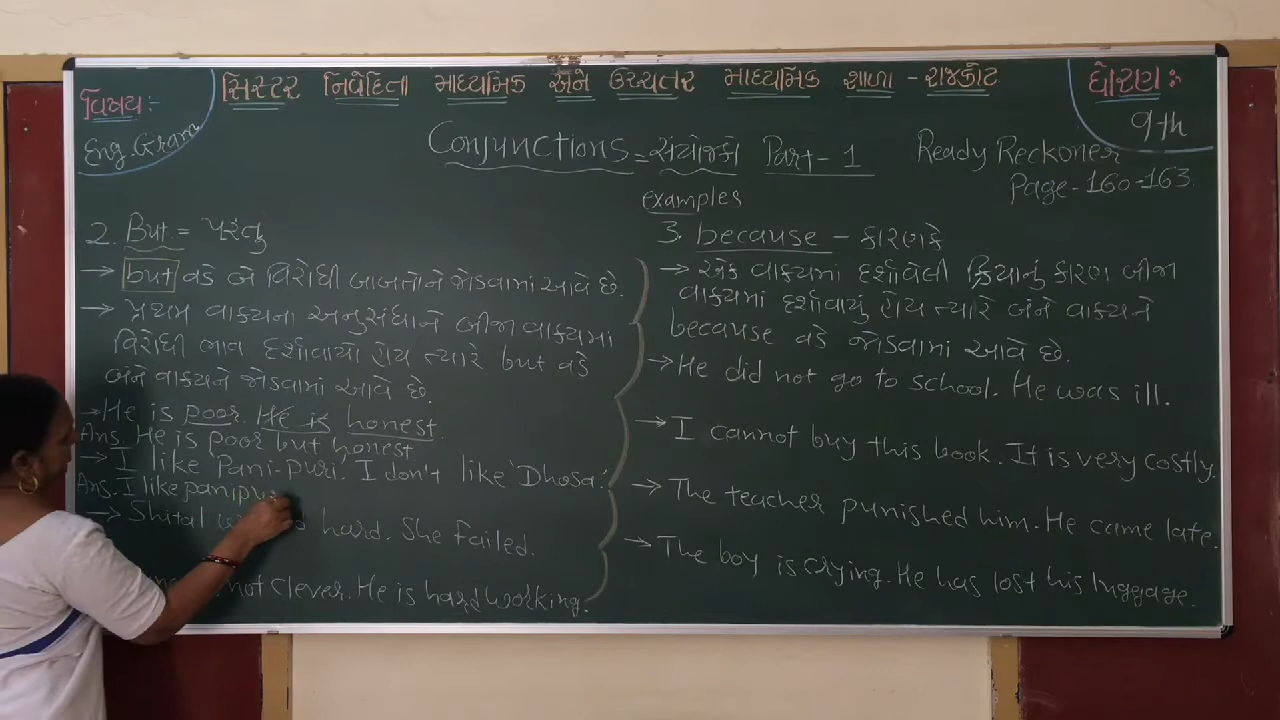 વિષય :-
Eng. Gram
સિસ્ટર નિવેદિતા માધ્યમિક અને ઉચ્ચતર માધ્યમિક શાળા - રાજકોટ
ધોરણ :-
9th
Conjunctions = સંયોજકો Part - 1
Ready Reckoner
Page - 160-163
examples
2. But = પરંતુ
→ but વડે બે વિરોધી બાબતોને જોડવામાં આવે છે.
→ પ્રથમ વાક્યના અનુસંધાને બીજા વાક્યમાં
વિરોધી ભાવ દર્શાવાયો હોય ત્યારે but વડે
બંને વાક્યને જોડવામાં આવે છે.
→ He is poor. He is honest.
Ans. He is poor but honest
→ I like 'Pani-puri'. I don't like 'Dhosa'.
Ans. I like panipur
→ Shital hard. She failed.
not clever. He is hard working.
3. because - કારણકે
→ એક વાક્યમાં દર્શાવેલી ક્રિયાનું કારણ બીજા
વાક્યમાં દર્શાવાયું હોય ત્યારે બંને વાક્યને
because વડે જોડવામાં આવે છે.
→ He did not go to school. He was ill.
→ I cannot buy this book. It is very costly.
→ The teacher punished him. He came late.
→ The boy is crying. He has lost his luggage.